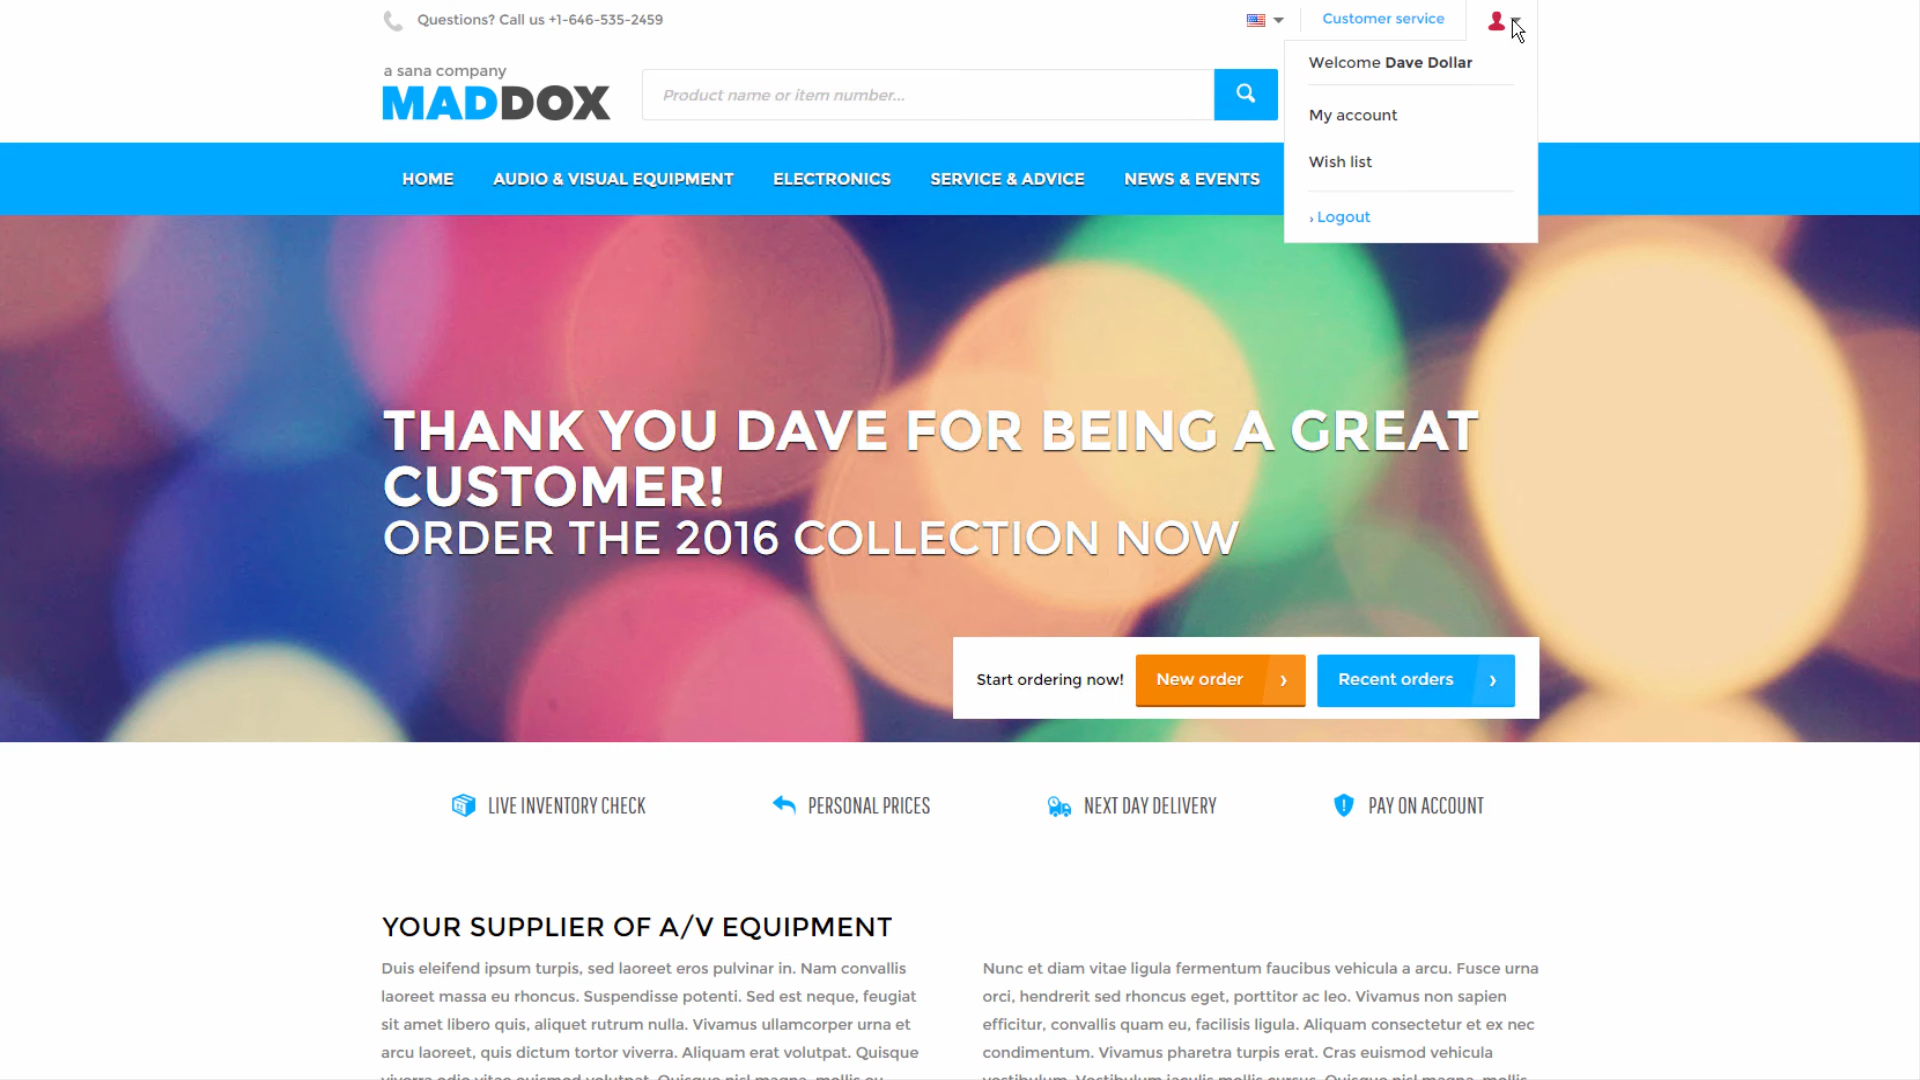 Questions? Call us +1-646-535-2459
Customer service
a sana company
MADDOX
Product name or item number...
Welcome Dave Dollar
My account
Wish list
› Logout
HOME
AUDIO & VISUAL EQUIPMENT
ELECTRONICS
SERVICE & ADVICE
NEWS & EVENTS
THANK YOU DAVE FOR BEING A GREAT
CUSTOMER!
ORDER THE 2016 COLLECTION NOW
Start ordering now!
New order ›
Recent orders ›
LIVE INVENTORY CHECK
PERSONAL PRICES
NEXT DAY DELIVERY
PAY ON ACCOUNT
YOUR SUPPLIER OF A/V EQUIPMENT
Duis eleifend ipsum turpis, sed laoreet eros pulvinar in. Nam convallis
laoreet massa eu rhoncus. Suspendisse potenti. Sed est neque, feugiat
sit amet libero quis, aliquet rutrum nulla. Vivamus ullamcorper urna et
arcu laoreet, quis dictum tortor viverra. Aliquam erat volutpat. Quisque
Nunc et diam vitae ligula fermentum faucibus vehicula a arcu. Fusce urna
orci, hendrerit sed rhoncus eget, porttitor ac leo. Vivamus non sapien
efficitur, convallis quam eu, facilisis ligula. Aliquam consectetur et ex nec
condimentum. Vivamus pharetra turpis erat. Cras euismod vehicula